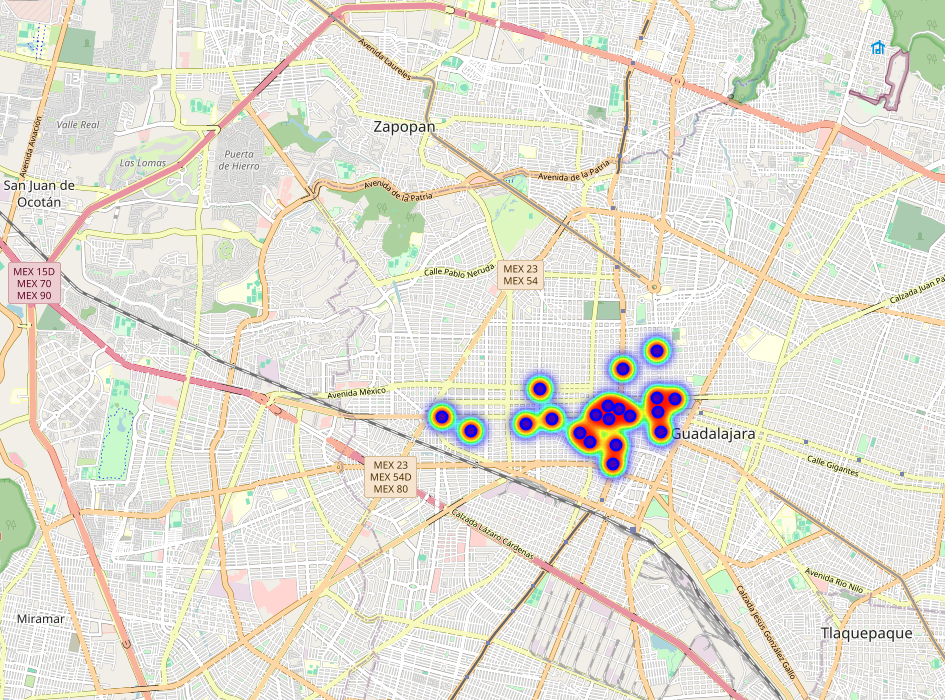 Avenida Laureles
Avenida Aviación
Valle Real
Zapopan
Las Lomas
Puerta
de Hierro
San Juan de
Ocotán
Avenida de la Patria
Avenida de la Patria
MEX 15D
MEX 70
MEX 90
Calle Pablo Neruda
MEX 23
MEX 54
Calzada Juan Pa
Avenida México
Guadalajara
MEX 23
MEX 54D
MEX 80
Calle Gigantes
Calzada Lázaro Cárdenas
Avenida Río Nilo
Calzada Jesús González Gallo
Miramar
Tlaquepaque